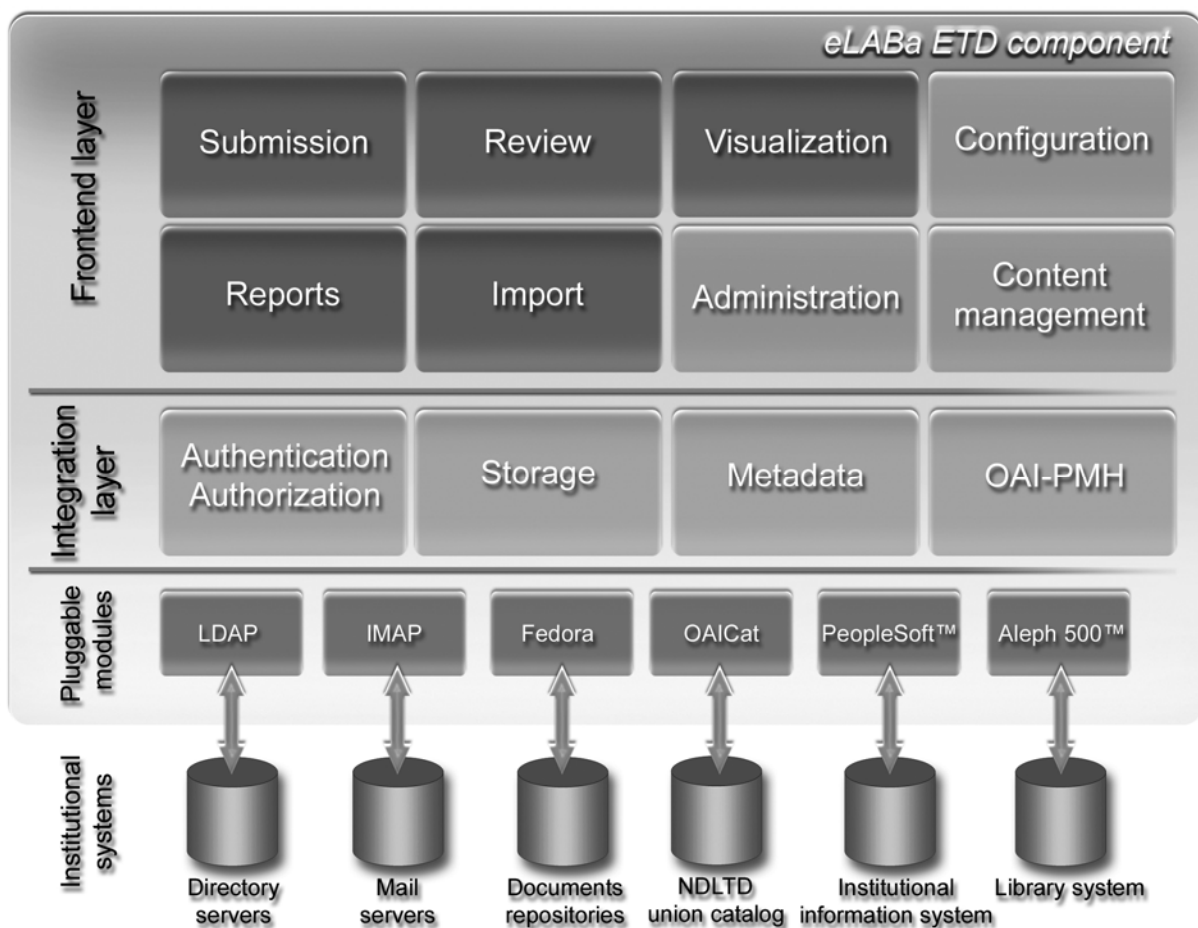 eLABa ETD component
Frontend layer
Submission
Review
Visualization
Configuration
Reports
Import
Administration
Content
management
Integration
layer
Authentication
Authorization
Storage
Metadata
OAI-PMH
Pluggable
modules
LDAP
IMAP
Fedora
OAICat
PeopleSoft™
Aleph 500™
Institutional
systems
Directory
servers
Mail
servers
Documents
repositories
NDLTD
union catalog
Institutional
information system
Library system